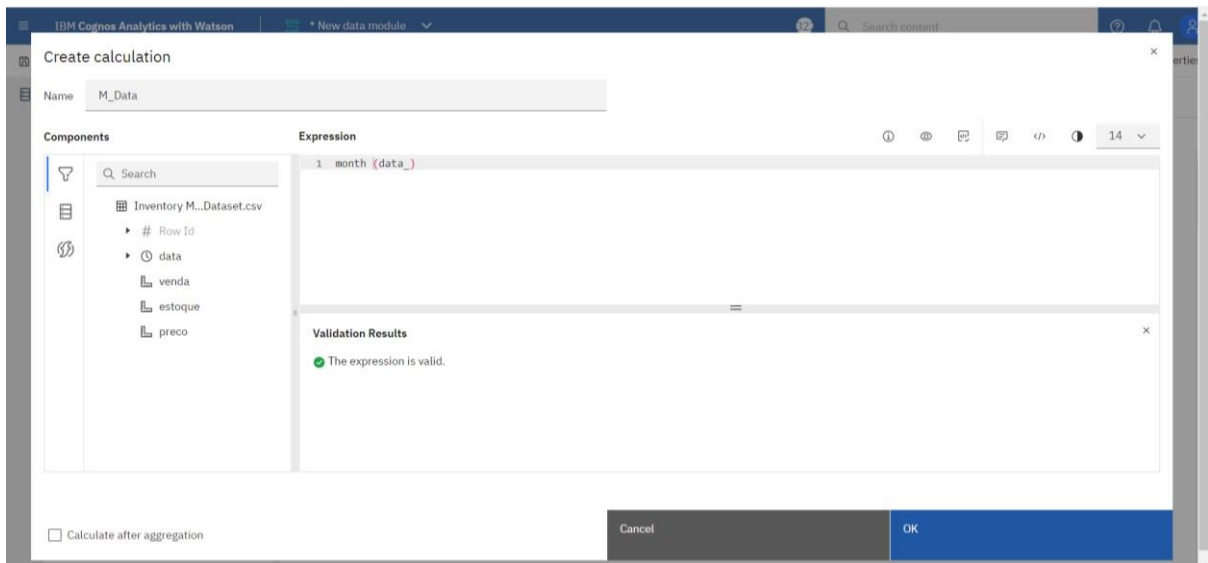 IBM Cognos Analytics with Watson
* New data module
32
Search content
erties
Create calculation
Name M_Data
Components
Expression
14
Search
1 month (data_)
Inventory M...Dataset.csv
# Row Id
data
venda
estoque
preco
Validation Results
The expression is valid.
Calculate after aggregation
Cancel
OK